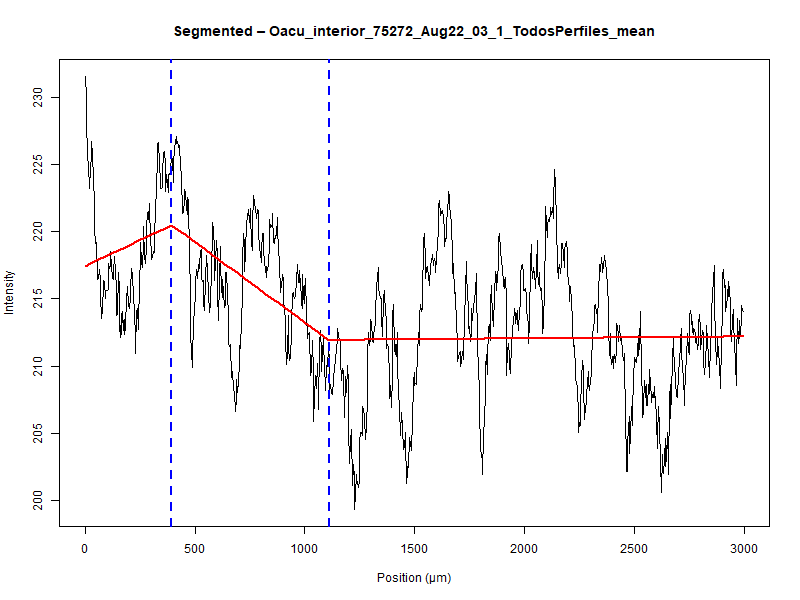 Segmented – Oacu_interior_75272_Aug22_03_1_TodosPerfiles_mean
Intensity
230
225
220
215
210
205
200
0 500 1000 1500 2000 2500 3000
Position (µm)